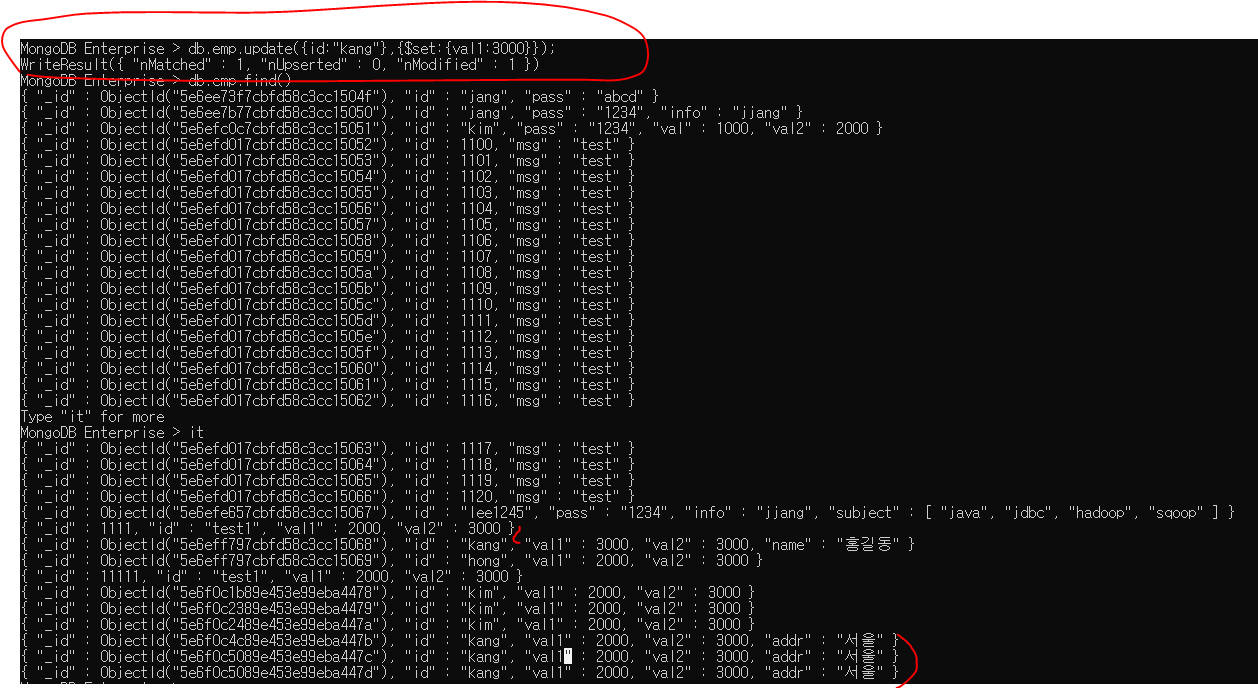 MongoDB Enterprise > db.emp.update({id:"kang"},{$set:{val1:3000}});
WriteResult({ "nMatched" : 1, "nUpserted" : 0, "nModified" : 1 })
MongoDB Enterprise > db.emp.find()
{ "_id" : ObjectId("5e6ee73f7cbfd58c3cc1504f"), "id" : "jang", "pass" : "abcd" }
{ "_id" : ObjectId("5e6ee7b77cbfd58c3cc15050"), "id" : "jang", "pass" : "1234", "info" : "jjang" }
{ "_id" : ObjectId("5e6efc0c7cbfd58c3cc15051"), "id" : "kim", "pass" : "1234", "val" : 1000, "val2" : 2000 }
{ "_id" : ObjectId("5e6efd017cbfd58c3cc15052"), "id" : 1100, "msg" : "test" }
{ "_id" : ObjectId("5e6efd017cbfd58c3cc15053"), "id" : 1101, "msg" : "test" }
{ "_id" : ObjectId("5e6efd017cbfd58c3cc15054"), "id" : 1102, "msg" : "test" }
{ "_id" : ObjectId("5e6efd017cbfd58c3cc15055"), "id" : 1103, "msg" : "test" }
{ "_id" : ObjectId("5e6efd017cbfd58c3cc15056"), "id" : 1104, "msg" : "test" }
{ "_id" : ObjectId("5e6efd017cbfd58c3cc15057"), "id" : 1105, "msg" : "test" }
{ "_id" : ObjectId("5e6efd017cbfd58c3cc15058"), "id" : 1106, "msg" : "test" }
{ "_id" : ObjectId("5e6efd017cbfd58c3cc15059"), "id" : 1107, "msg" : "test" }
{ "_id" : ObjectId("5e6efd017cbfd58c3cc1505a"), "id" : 1108, "msg" : "test" }
{ "_id" : ObjectId("5e6efd017cbfd58c3cc1505b"), "id" : 1109, "msg" : "test" }
{ "_id" : ObjectId("5e6efd017cbfd58c3cc1505c"), "id" : 1110, "msg" : "test" }
{ "_id" : ObjectId("5e6efd017cbfd58c3cc1505d"), "id" : 1111, "msg" : "test" }
{ "_id" : ObjectId("5e6efd017cbfd58c3cc1505e"), "id" : 1112, "msg" : "test" }
{ "_id" : ObjectId("5e6efd017cbfd58c3cc1505f"), "id" : 1113, "msg" : "test" }
{ "_id" : ObjectId("5e6efd017cbfd58c3cc15060"), "id" : 1114, "msg" : "test" }
{ "_id" : ObjectId("5e6efd017cbfd58c3cc15061"), "id" : 1115, "msg" : "test" }
{ "_id" : ObjectId("5e6efd017cbfd58c3cc15062"), "id" : 1116, "msg" : "test" }
Type "it" for more
MongoDB Enterprise > it
{ "_id" : ObjectId("5e6efd017cbfd58c3cc15063"), "id" : 1117, "msg" : "test" }
{ "_id" : ObjectId("5e6efd017cbfd58c3cc15064"), "id" : 1118, "msg" : "test" }
{ "_id" : ObjectId("5e6efd017cbfd58c3cc15065"), "id" : 1119, "msg" : "test" }
{ "_id" : ObjectId("5e6efd017cbfd58c3cc15066"), "id" : 1120, "msg" : "test" }
{ "_id" : ObjectId("5e6efe657cbfd58c3cc15067"), "id" : "lee1245", "pass" : "1234", "info" : "jjang", "subject" : [ "java", "jdbc", "hadoop", "sqoop" ] }
{ "_id" : 1111, "id" : "test1", "val1" : 2000, "val2" : 3000 }
{ "_id" : ObjectId("5e6eff797cbfd58c3cc15068"), "id" : "kang", "val1" : 3000, "val2" : 3000, "name" : "홍길동" }
{ "_id" : ObjectId("5e6eff797cbfd58c3cc15069"), "id" : "hong", "val1" : 2000, "val2" : 3000 }
{ "_id" : 11111, "id" : "test1", "val1" : 2000, "val2" : 3000 }
{ "_id" : ObjectId("5e6f0c1b89e453e99eba4478"), "id" : "kim", "val1" : 2000, "val2" : 3000 }
{ "_id" : ObjectId("5e6f0c2389e453e99eba4479"), "id" : "kim", "val1" : 2000, "val2" : 3000 }
{ "_id" : ObjectId("5e6f0c2489e453e99eba447a"), "id" : "kim", "val1" : 2000, "val2" : 3000 }
{ "_id" : ObjectId("5e6f0c4c89e453e99eba447b"), "id" : "kang", "val1" : 2000, "val2" : 3000, "addr" : "서울" }
{ "_id" : ObjectId("5e6f0c5089e453e99eba447c"), "id" : "kang", "val1" : 2000, "val2" : 3000, "addr" : "서울" }
{ "_id" : ObjectId("5e6f0c5089e453e99eba447d"), "id" : "kang", "val1" : 2000, "val2" : 3000, "addr" : "서울" }